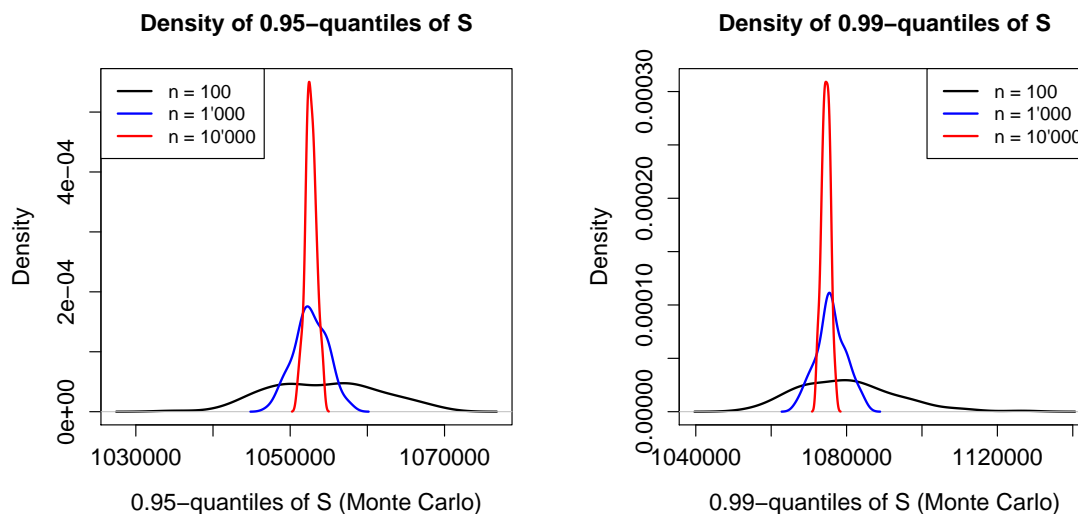 Density of 0.95−quantiles of S
n = 100
n = 1'000
n = 10'000
Density
0e+00
2e−04
4e−04
1030000
1050000
1070000
0.95−quantiles of S (Monte Carlo)
Density of 0.99−quantiles of S
n = 100
n = 1'000
n = 10'000
Density
0.00000
0.00010
0.00020
0.00030
1040000
1080000
1120000
0.99−quantiles of S (Monte Carlo)